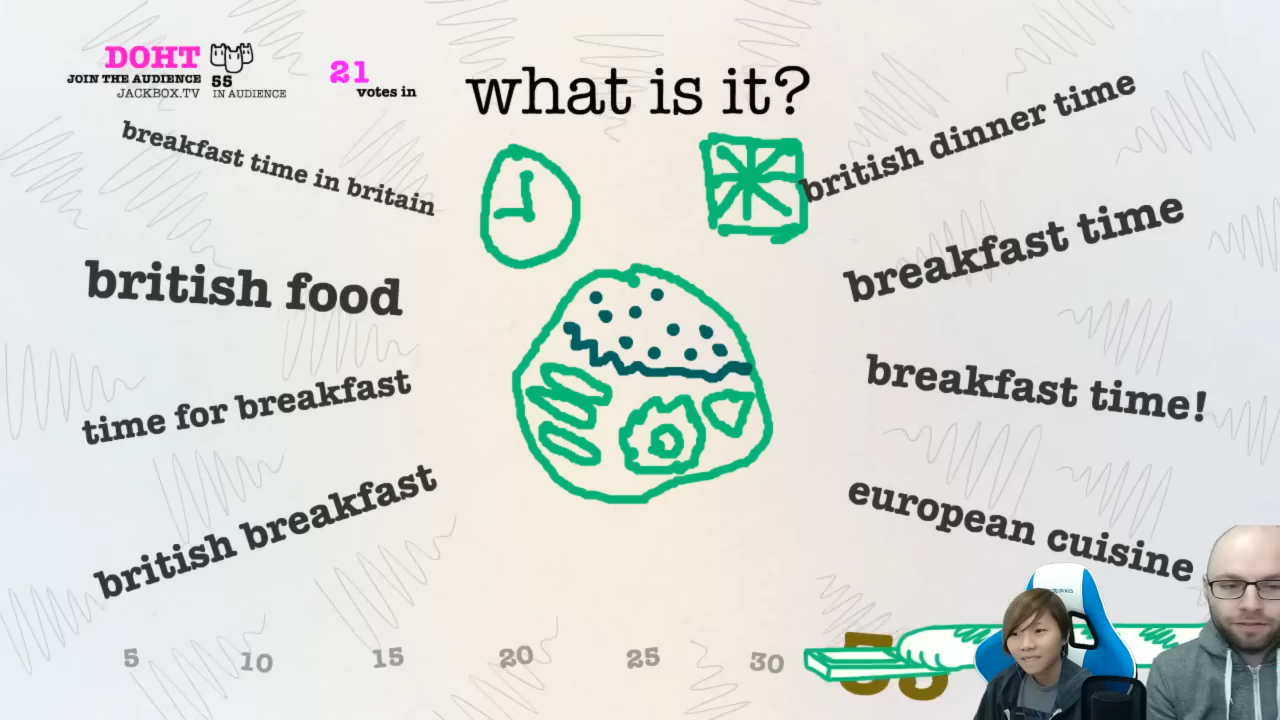 DOHT
JOIN THE AUDIENCE
JACKBOX.TV
55
IN AUDIENCE
21
votes in
what is it?
breakfast time in britain
british food
time for breakfast
british breakfast
british dinner time
breakfast time
breakfast time!
european cuisine
5 10 15 20 25 30